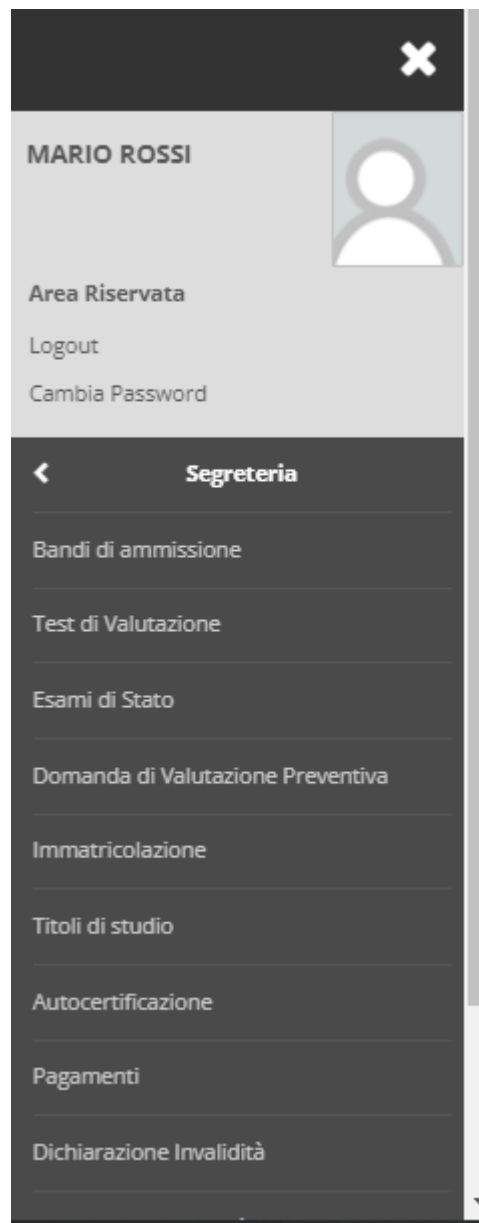 MARIO ROSSI
Area Riservata
Logout
Cambia Password
Segreteria
Bandi di ammissione
Test di Valutazione
Esami di Stato
Domanda di Valutazione Preventiva
Immatricolazione
Titoli di studio
Autocertificazione
Pagamenti
Dichiarazione Invalidità